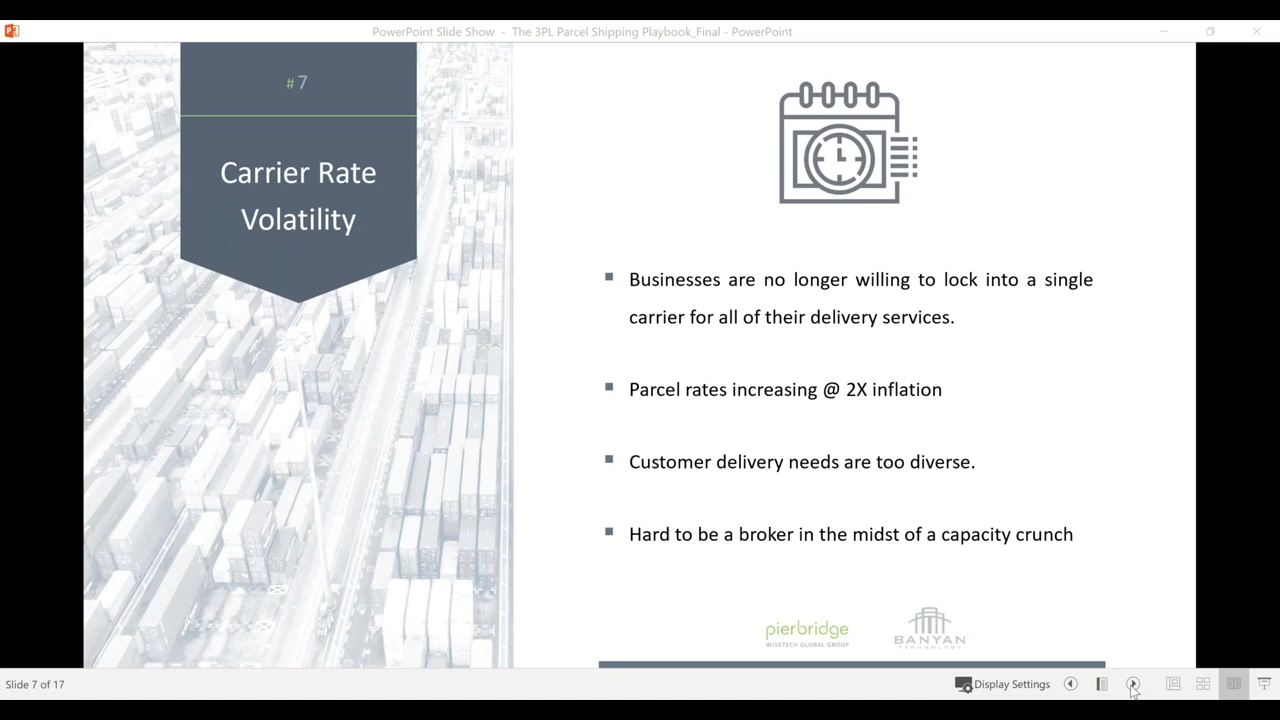 PowerPoint Slide Show - The 3PL Parcel Shipping Playbook_Final - PowerPoint
#7
Carrier Rate
Volatility
Businesses are no longer willing to lock into a single
carrier for all of their delivery services.
Parcel rates increasing @ 2X inflation
Customer delivery needs are too diverse.
Hard to be a broker in the midst of a capacity crunch
pierbridge
WISETECH GLOBAL GROUP
BANYAN
TECHNOLOGY
Slide 7 of 17
Display Settings